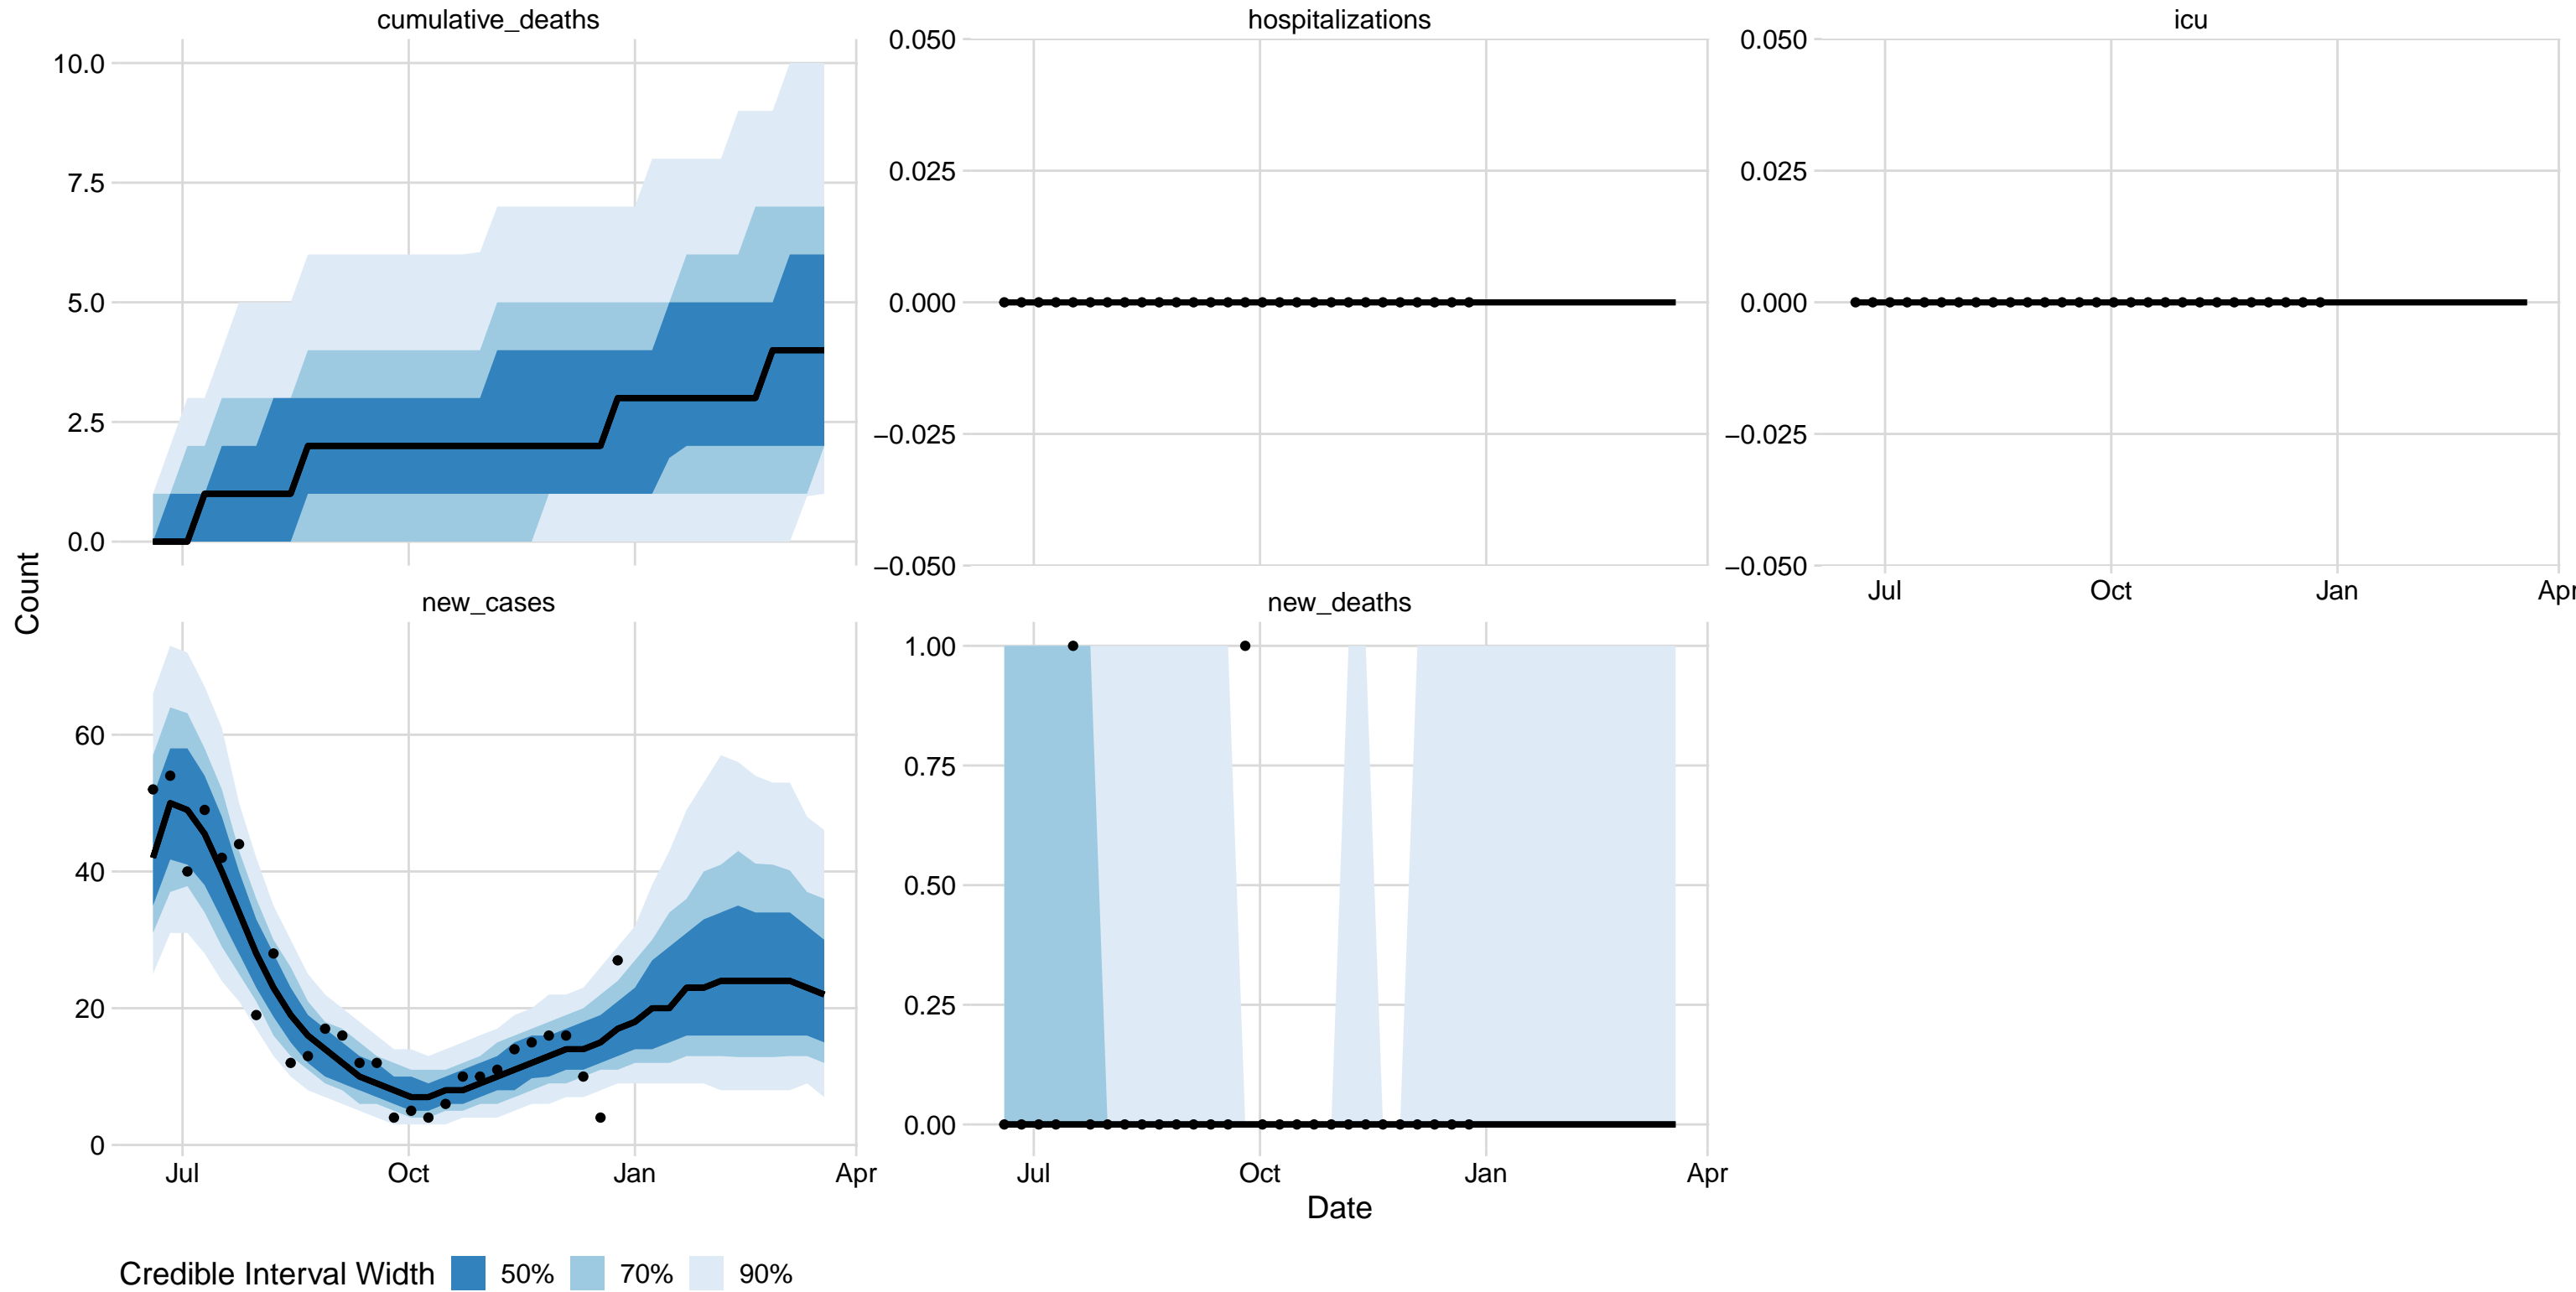 cumulative_deaths
hospitalizations
icu
10.0
7.5
5.0
2.5
0.0
0.050
0.025
0.000
−0.025
−0.050
0.050
0.025
0.000
−0.025
−0.050
Jul Oct Jan Apr
Count
new_cases
new_deaths
60
40
20
0
Jul Oct Jan Apr
1.00
0.75
0.50
0.25
0.00
Jul Oct Jan Apr
Date
Credible Interval Width 50% 70% 90%